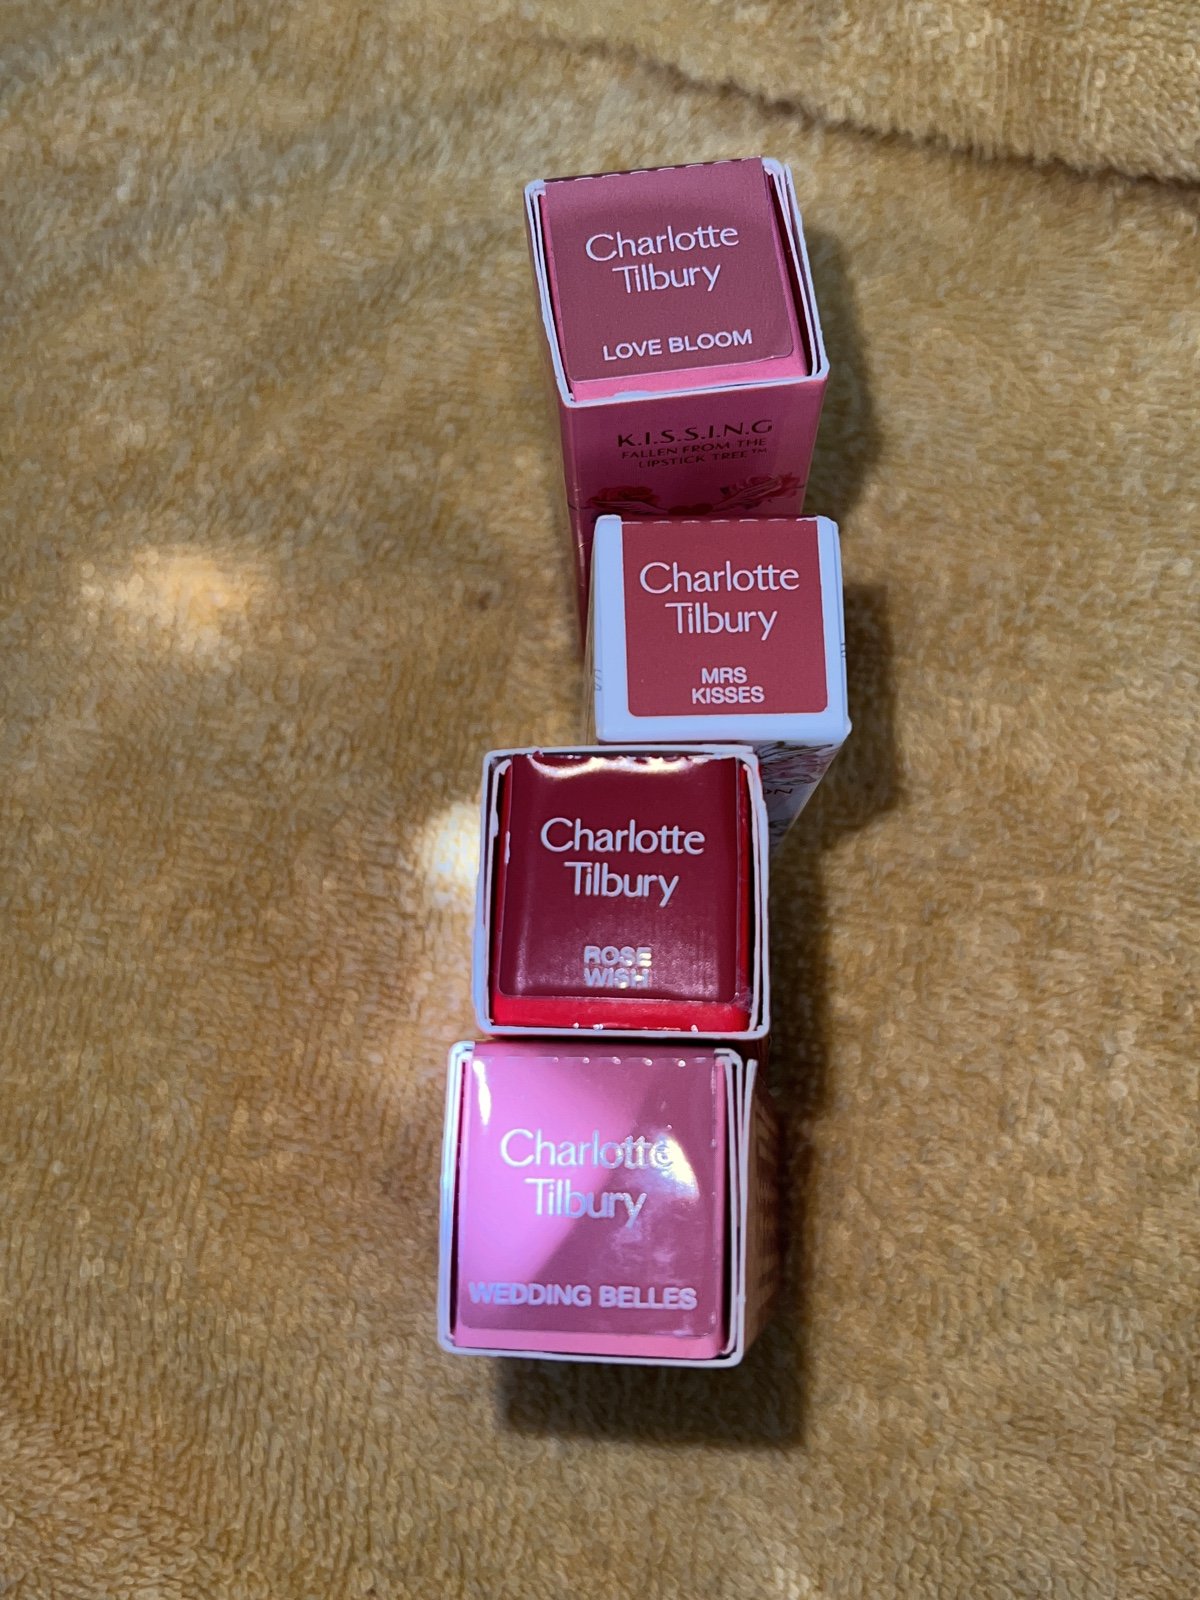 Charlotte
Tilbury
LOVE BLOOM
K.I.S.S.I.N.G
FALLEN FROM THE
LIPSTICK TREE™
Charlotte
Tilbury
MRS
KISSES
Charlotte
Tilbury
ROSE
WISH
Charlotte
Tilbury
WEDDING BELLES